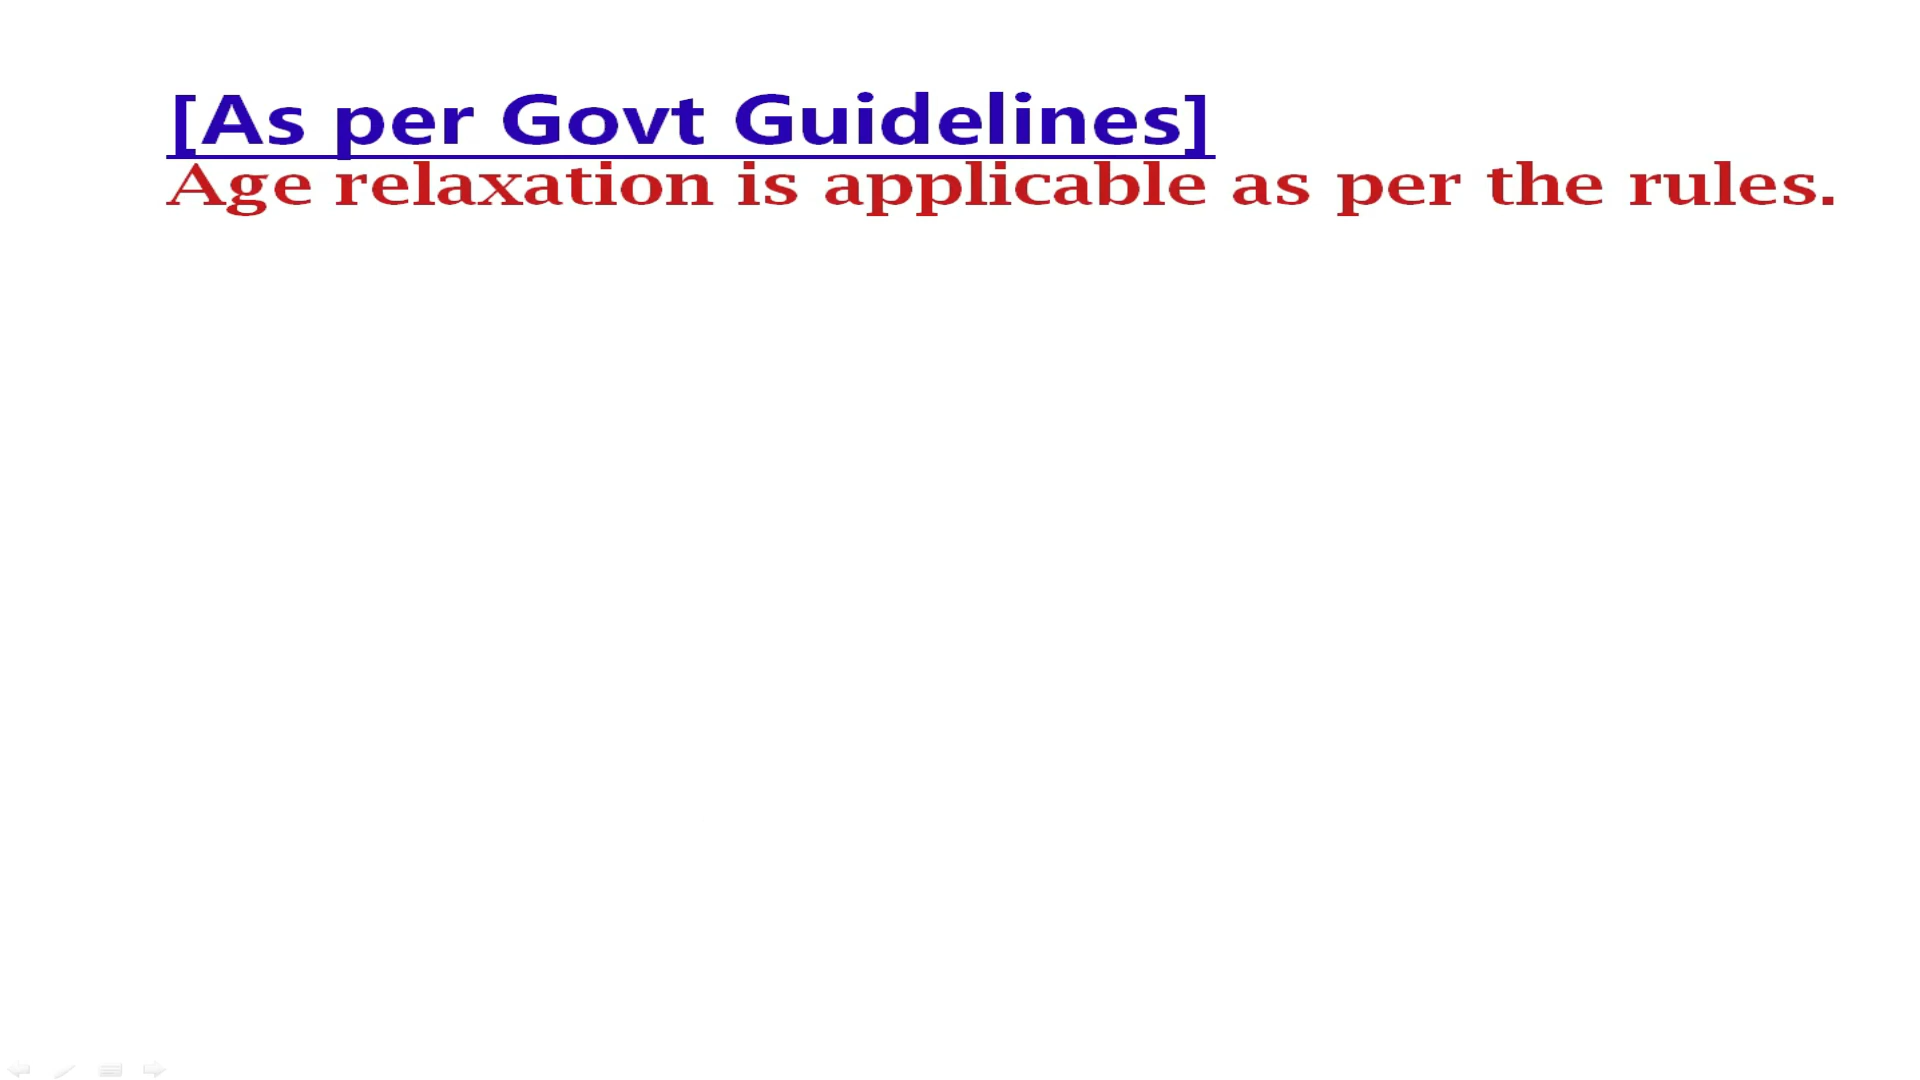 [As per Govt Guidelines]
Age relaxation is applicable as per the rules.